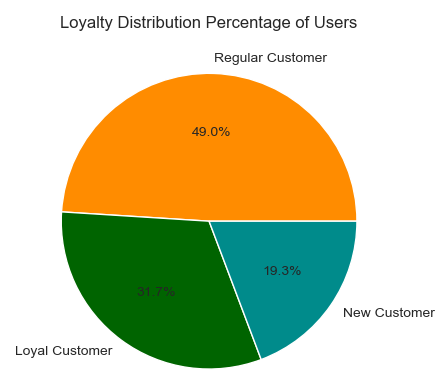 Loyalty Distribution Percentage of Users
Regular Customer
49.0%
31.7%
19.3%
New Customer
Loyal Customer